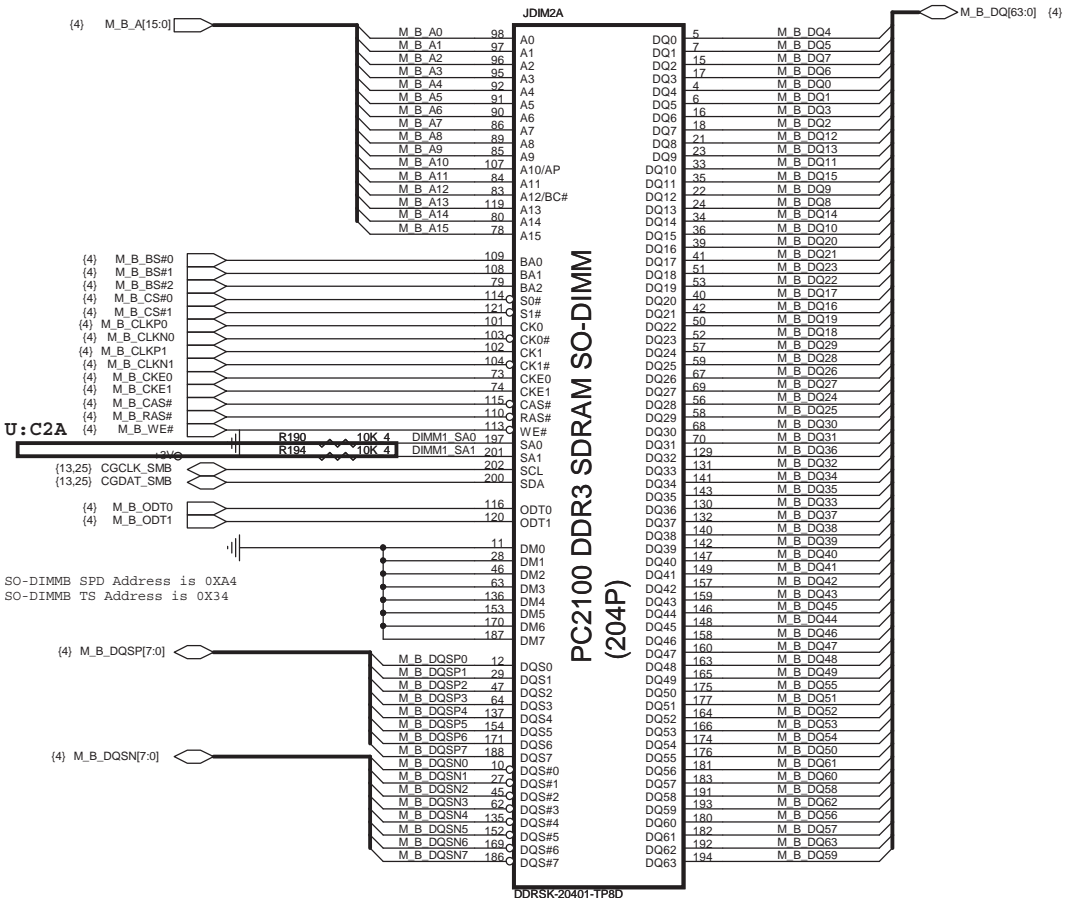 JDIM2A
{4} M_B_A[15:0]
M_B_DQ[63:0] {4}
M_B_A0 98 A0
M_B_A1 97 A1
M_B_A2 96 A2
M_B_A3 95 A3
M_B_A4 92 A4
M_B_A5 91 A5
M_B_A6 90 A6
M_B_A7 86 A7
M_B_A8 89 A8
M_B_A9 85 A9
M_B_A10 107 A10/AP
M_B_A11 84 A11
M_B_A12 83 A12/BC#
M_B_A13 119 A13
M_B_A14 80 A14
M_B_A15 78 A15
{4} M_B_BS#0 109 BA0
{4} M_B_BS#1 108 BA1
{4} M_B_BS#2 79 BA2
{4} M_B_CS#0 114 S0#
{4} M_B_CS#1 121 S1#
{4} M_B_CLKP0 101 CK0
{4} M_B_CLKN0 103 CK0#
{4} M_B_CLKP1 102 CK1
{4} M_B_CLKN1 104 CK1#
{4} M_B_CKE0 73 CKE0
{4} M_B_CKE1 74 CKE1
{4} M_B_CAS# 115 CAS#
{4} M_B_RAS# 110 RAS#
{4} M_B_WE# 113 WE#
U:C2A
R190 10K_4 DIMM1_SA0 197 SA0
+3V R194 10K_4 DIMM1_SA1 201 SA1
{13,25} CGCLK_SMB 202 SCL
{13,25} CGDAT_SMB 200 SDA
{4} M_B_ODT0 116 ODT0
{4} M_B_ODT1 120 ODT1
11 DM0
28 DM1
46 DM2
63 DM3
136 DM4
153 DM5
170 DM6
187 DM7
SO-DIMMB SPD Address is 0XA4
SO-DIMMB TS Address is 0X34
{4} M_B_DQSP[7:0]
M_B_DQSP0 12 DQS0
M_B_DQSP1 29 DQS1
M_B_DQSP2 47 DQS2
M_B_DQSP3 64 DQS3
M_B_DQSP4 137 DQS4
M_B_DQSP5 154 DQS5
M_B_DQSP6 171 DQS6
M_B_DQSP7 188 DQS7
{4} M_B_DQSN[7:0]
M_B_DQSN0 10 DQS#0
M_B_DQSN1 27 DQS#1
M_B_DQSN2 45 DQS#2
M_B_DQSN3 62 DQS#3
M_B_DQSN4 135 DQS#4
M_B_DQSN5 152 DQS#5
M_B_DQSN6 169 DQS#6
M_B_DQSN7 186 DQS#7
PC2100 DDR3 SDRAM SO-DIMM
(204P)
DQ0 5 M_B_DQ4
DQ1 7 M_B_DQ5
DQ2 15 M_B_DQ7
DQ3 17 M_B_DQ6
DQ4 4 M_B_DQ0
DQ5 6 M_B_DQ1
DQ6 16 M_B_DQ3
DQ7 18 M_B_DQ2
DQ8 21 M_B_DQ12
DQ9 23 M_B_DQ13
DQ10 33 M_B_DQ11
DQ11 35 M_B_DQ15
DQ12 22 M_B_DQ9
DQ13 24 M_B_DQ8
DQ14 34 M_B_DQ14
DQ15 36 M_B_DQ10
DQ16 39 M_B_DQ20
DQ17 41 M_B_DQ21
DQ18 51 M_B_DQ23
DQ19 53 M_B_DQ22
DQ20 40 M_B_DQ17
DQ21 42 M_B_DQ16
DQ22 50 M_B_DQ19
DQ23 52 M_B_DQ18
DQ24 57 M_B_DQ29
DQ25 59 M_B_DQ28
DQ26 67 M_B_DQ26
DQ27 69 M_B_DQ27
DQ28 56 M_B_DQ24
DQ29 58 M_B_DQ25
DQ30 68 M_B_DQ30
DQ31 70 M_B_DQ31
DQ32 129 M_B_DQ36
DQ33 131 M_B_DQ32
DQ34 141 M_B_DQ34
DQ35 143 M_B_DQ35
DQ36 130 M_B_DQ33
DQ37 132 M_B_DQ37
DQ38 140 M_B_DQ38
DQ39 142 M_B_DQ39
DQ40 147 M_B_DQ40
DQ41 149 M_B_DQ41
DQ42 157 M_B_DQ42
DQ43 159 M_B_DQ43
DQ44 146 M_B_DQ45
DQ45 148 M_B_DQ44
DQ46 158 M_B_DQ46
DQ47 160 M_B_DQ47
DQ48 163 M_B_DQ48
DQ49 165 M_B_DQ49
DQ50 175 M_B_DQ55
DQ51 177 M_B_DQ51
DQ52 164 M_B_DQ52
DQ53 166 M_B_DQ53
DQ54 174 M_B_DQ54
DQ55 176 M_B_DQ50
DQ56 181 M_B_DQ61
DQ57 183 M_B_DQ60
DQ58 191 M_B_DQ58
DQ59 193 M_B_DQ62
DQ60 180 M_B_DQ56
DQ61 182 M_B_DQ57
DQ62 192 M_B_DQ63
DQ63 194 M_B_DQ59
DDRSK-20401-TP8D